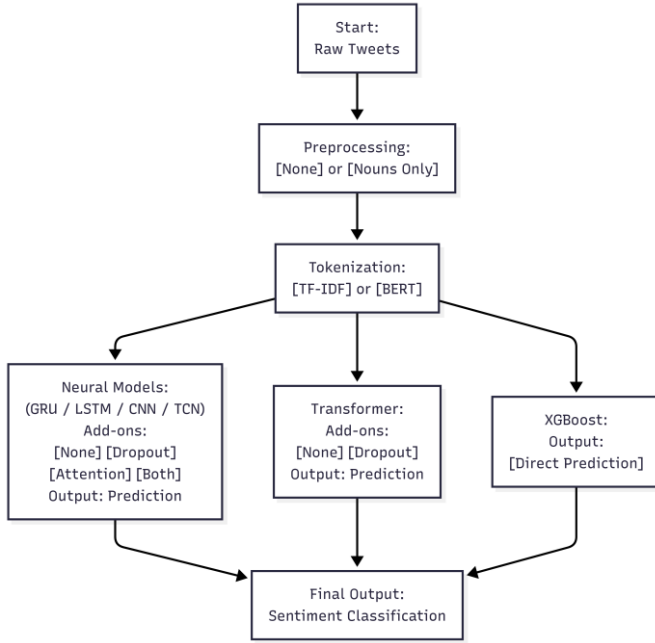 Start:
Raw Tweets
Preprocessing:
[None] or [Nouns Only]
Tokenization:
[TF-IDF] or [BERT]
Neural Models:
(GRU / LSTM / CNN / TCN)
Add-ons:
[None] [Dropout]
[Attention] [Both]
Output: Prediction
Transformer:
Add-ons:
[None] [Dropout]
Output: Prediction
XGBoost:
Output:
[Direct Prediction]
Final Output:
Sentiment Classification